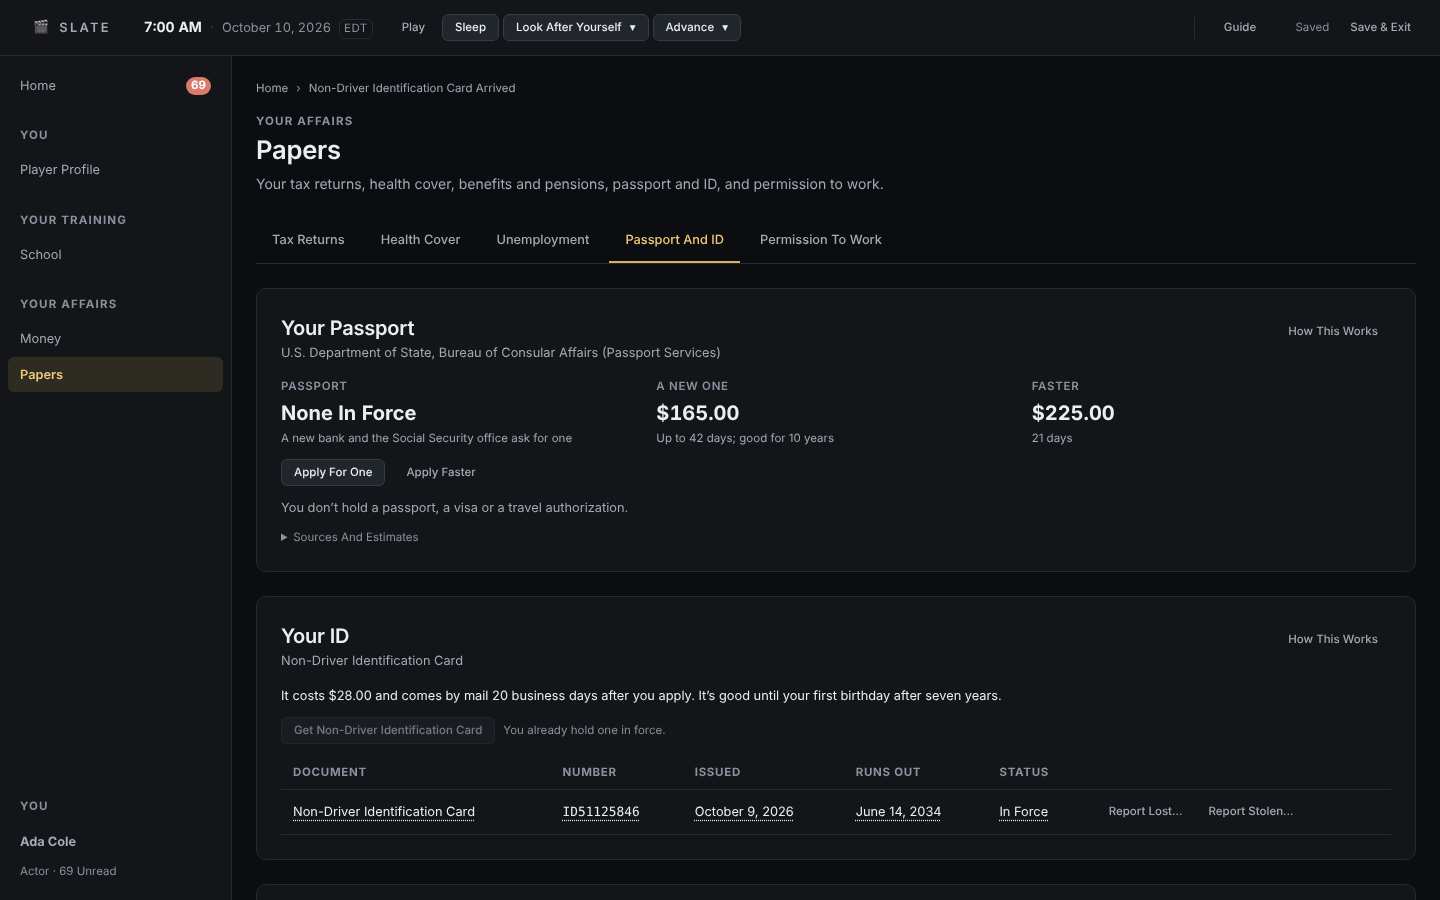 SLATE
7:00 AM · October 10, 2026 EDT
Play
Sleep
Look After Yourself ▾
Advance ▾
Guide
Saved
Save & Exit
Home 69
YOU
Player Profile
YOUR TRAINING
School
YOUR AFFAIRS
Money
Papers
YOU
Ada Cole
Actor · 69 Unread
Home › Non-Driver Identification Card Arrived
YOUR AFFAIRS
Papers
Your tax returns, health cover, benefits and pensions, passport and ID, and permission to work.
Tax Returns
Health Cover
Unemployment
Passport And ID
Permission To Work
Your Passport
How This Works
U.S. Department of State, Bureau of Consular Affairs (Passport Services)
PASSPORT
None In Force
A new bank and the Social Security office ask for one
A NEW ONE
$165.00
Up to 42 days; good for 10 years
FASTER
$225.00
21 days
Apply For One
Apply Faster
You don’t hold a passport, a visa or a travel authorization.
▶ Sources And Estimates
Your ID
How This Works
Non-Driver Identification Card
It costs $28.00 and comes by mail 20 business days after you apply. It’s good until your first birthday after seven years.
Get Non-Driver Identification Card
You already hold one in force.
DOCUMENT NUMBER ISSUED RUNS OUT STATUS
Non-Driver Identification Card ID51125846 October 9, 2026 June 14, 2034 In Force Report Lost... Report Stolen...